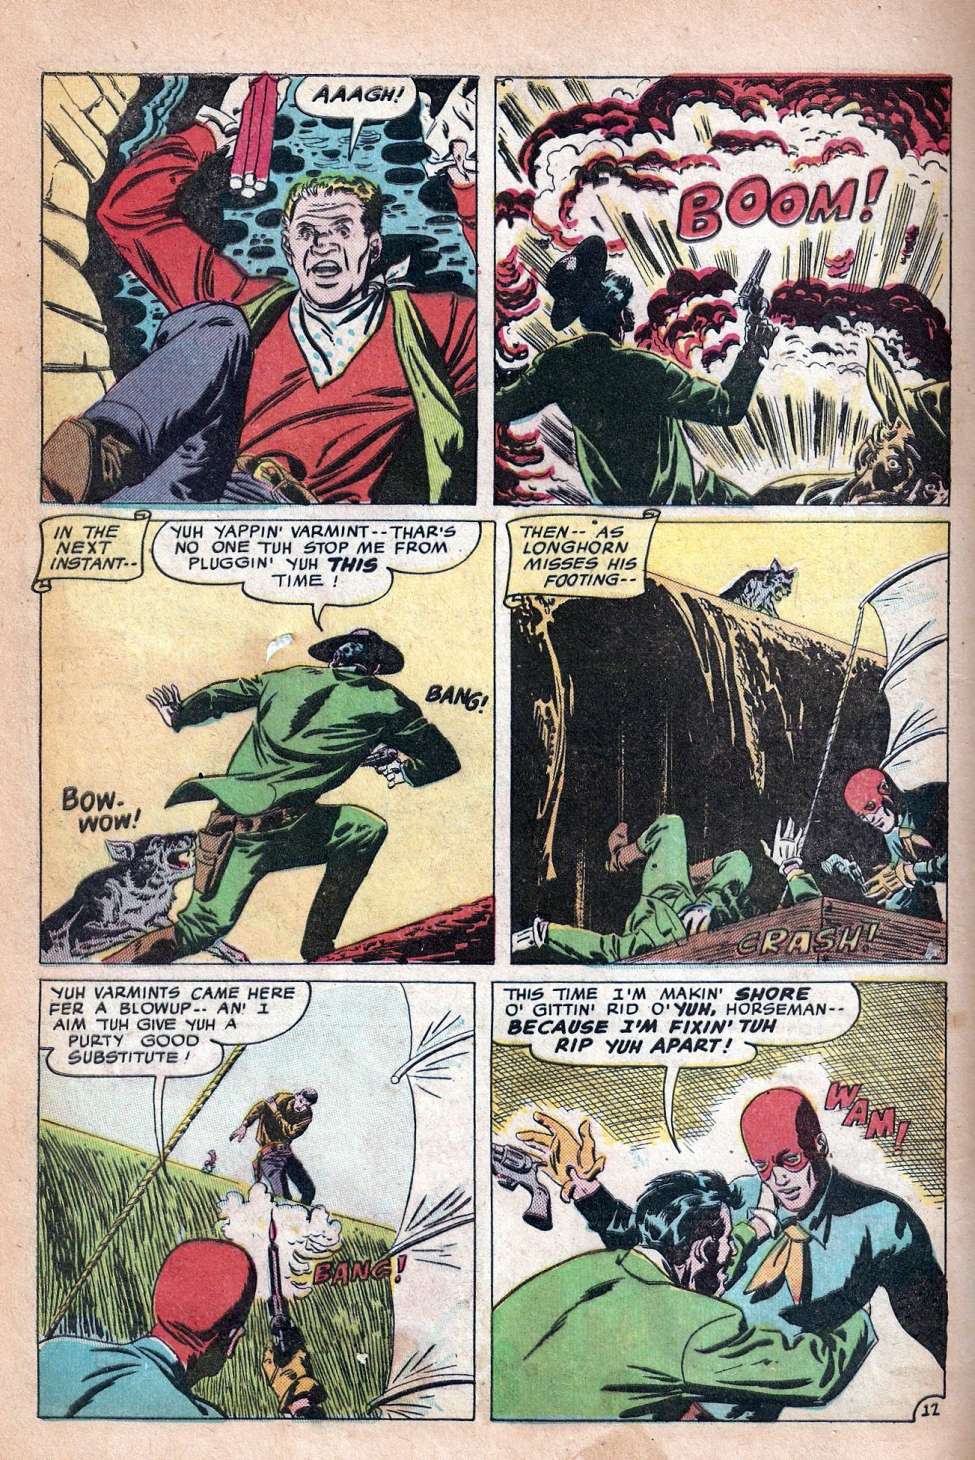 AAAGH!
BOOM!
IN THE
NEXT
INSTANT--
YUH YAPPIN' VARMINT--THAR'S
NO ONE TUH STOP ME FROM
PLUGGIN' YUH THIS
TIME!
BANG!
BOW-
WOW!
THEN-- AS
LONGHORN
MISSES HIS
FOOTING--
CRASH!
YUH VARMINTS CAME HERE
FER A BLOWUP-- AN' I
AIM TUH GIVE YUH A
PURTY GOOD
SUBSTITUTE!
BANG!
THIS TIME I'M MAKIN' SHORE
O' GITTIN' RID O' YUH, HORSEMAN--
BECAUSE I'M FIXIN' TUH
RIP YUH APART!
WAM!
12